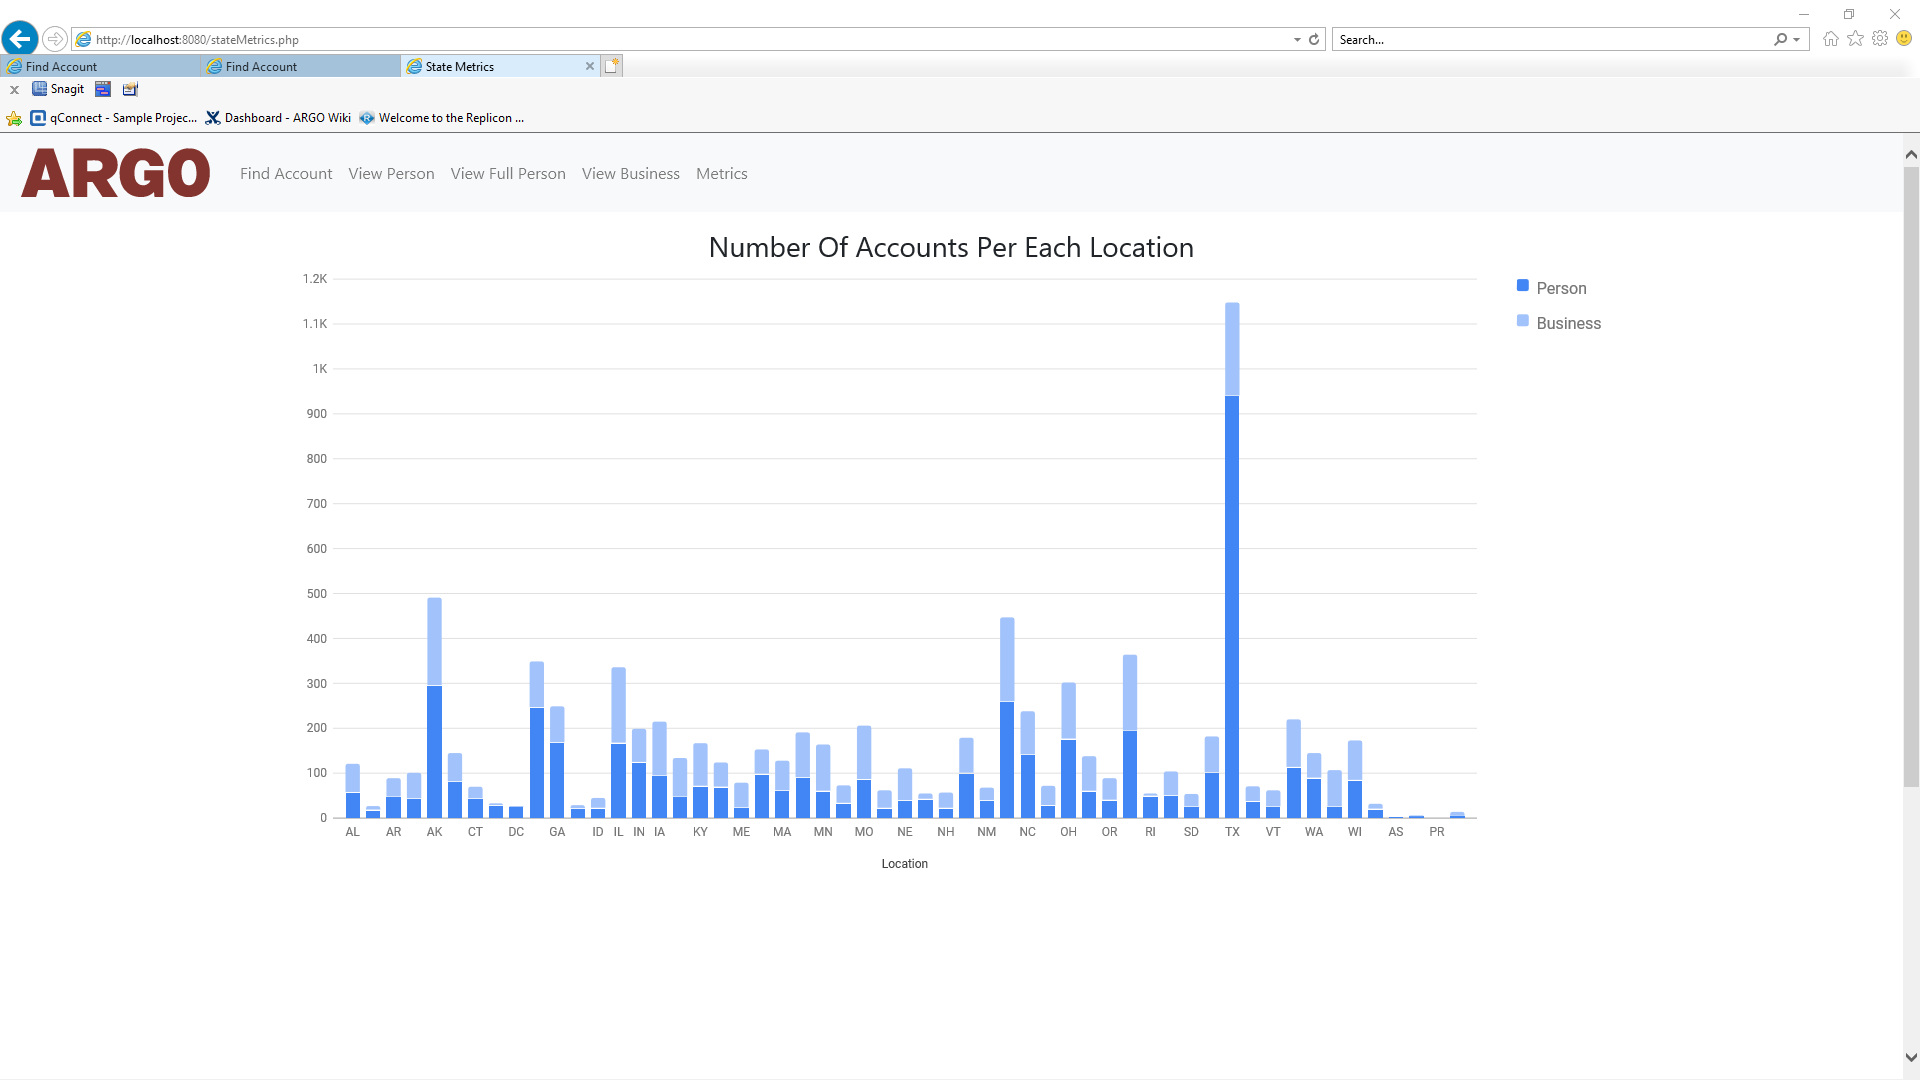 http://localhost:8080/stateMetrics.php
Search...
Find Account
Find Account
State Metrics
Snagit
qConnect - Sample Projec...
Dashboard - ARGO Wiki
Welcome to the Replicon ...
ARGO
Find Account
View Person
View Full Person
View Business
Metrics
Number Of Accounts Per Each Location
1.2K
1.1K
1K
900
800
700
600
500
400
300
200
100
0
Person
Business
AL AR AK CT DC GA ID IL IN IA KY ME MA MN MO NE NH NM NC OH OR RI SD TX VT WA WI AS PR
Location